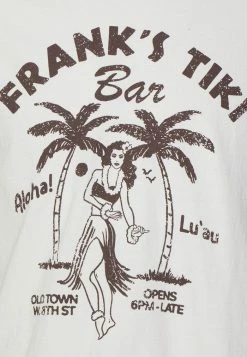 FRANK'S TIKI
Bar
Aloha!
Lu'au
OLD TOWN
W.8TH ST
OPENS
6PM-LATE